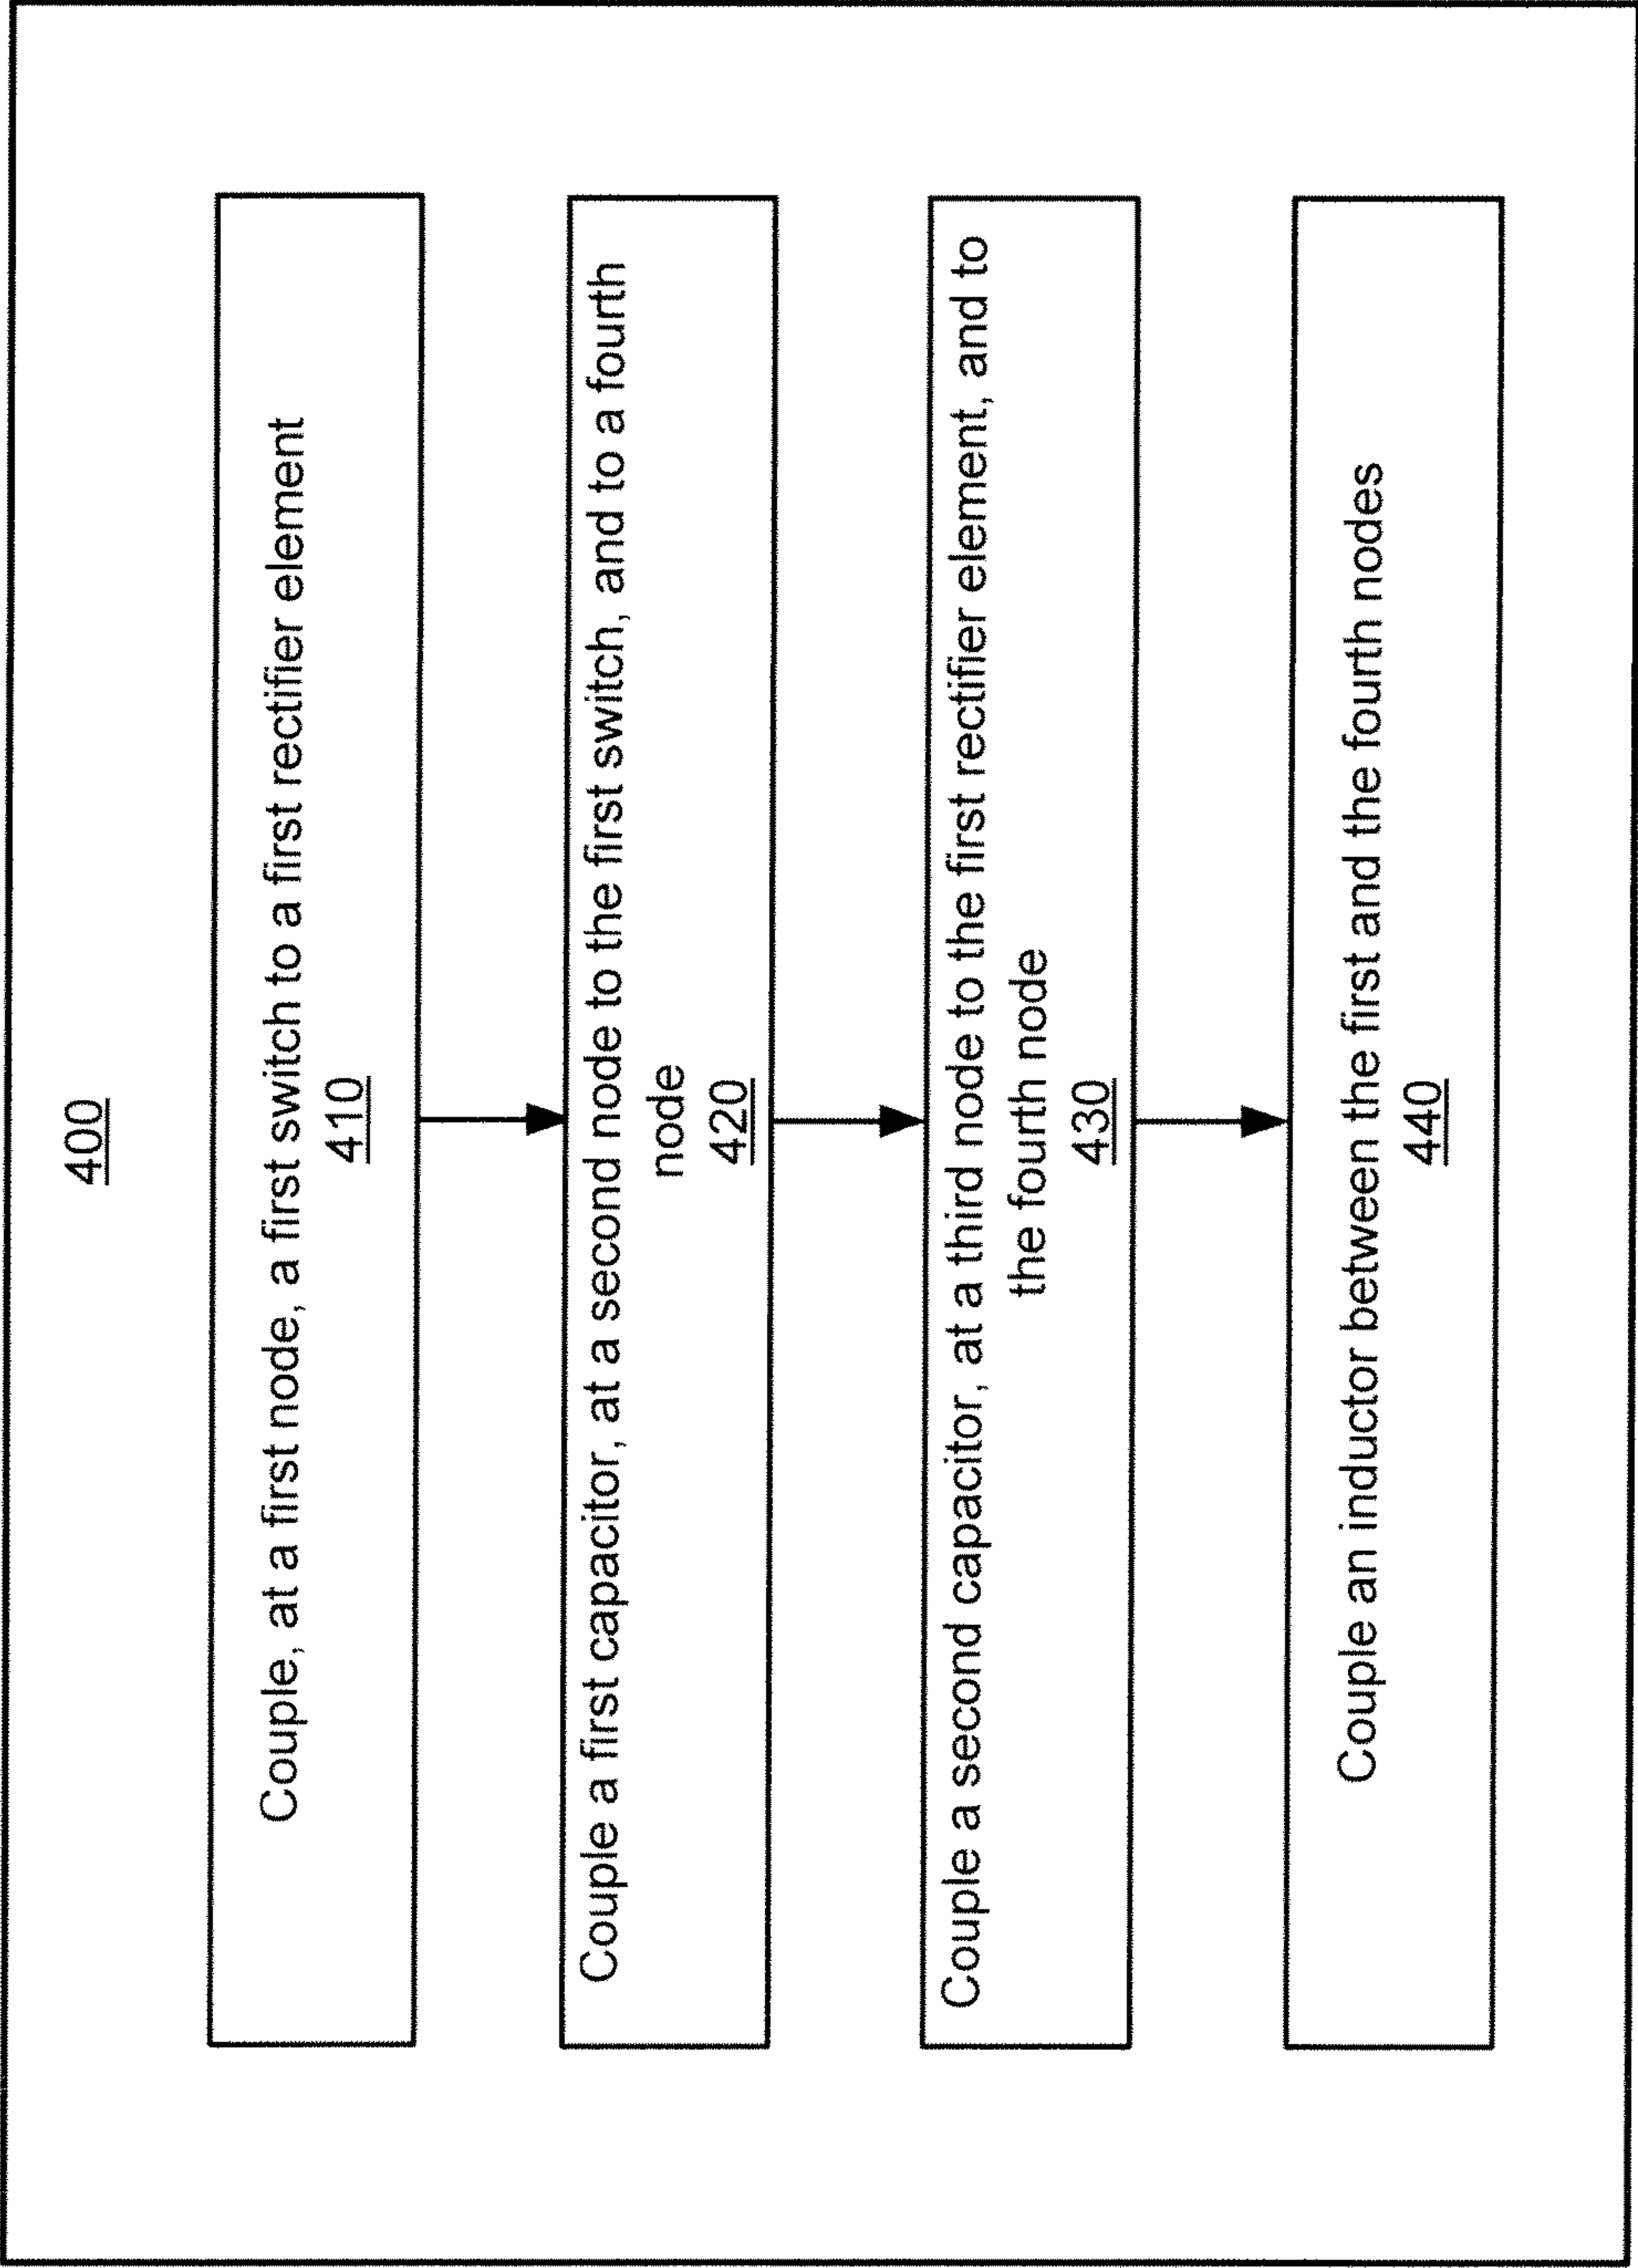 400
Couple, at a first node, a first switch to a first rectifier element
410
Couple a first capacitor, at a second node to the first switch, and to a fourth
node
420
Couple a second capacitor, at a third node to the first rectifier element, and to
the fourth node
430
Couple an inductor between the first and the fourth nodes
440